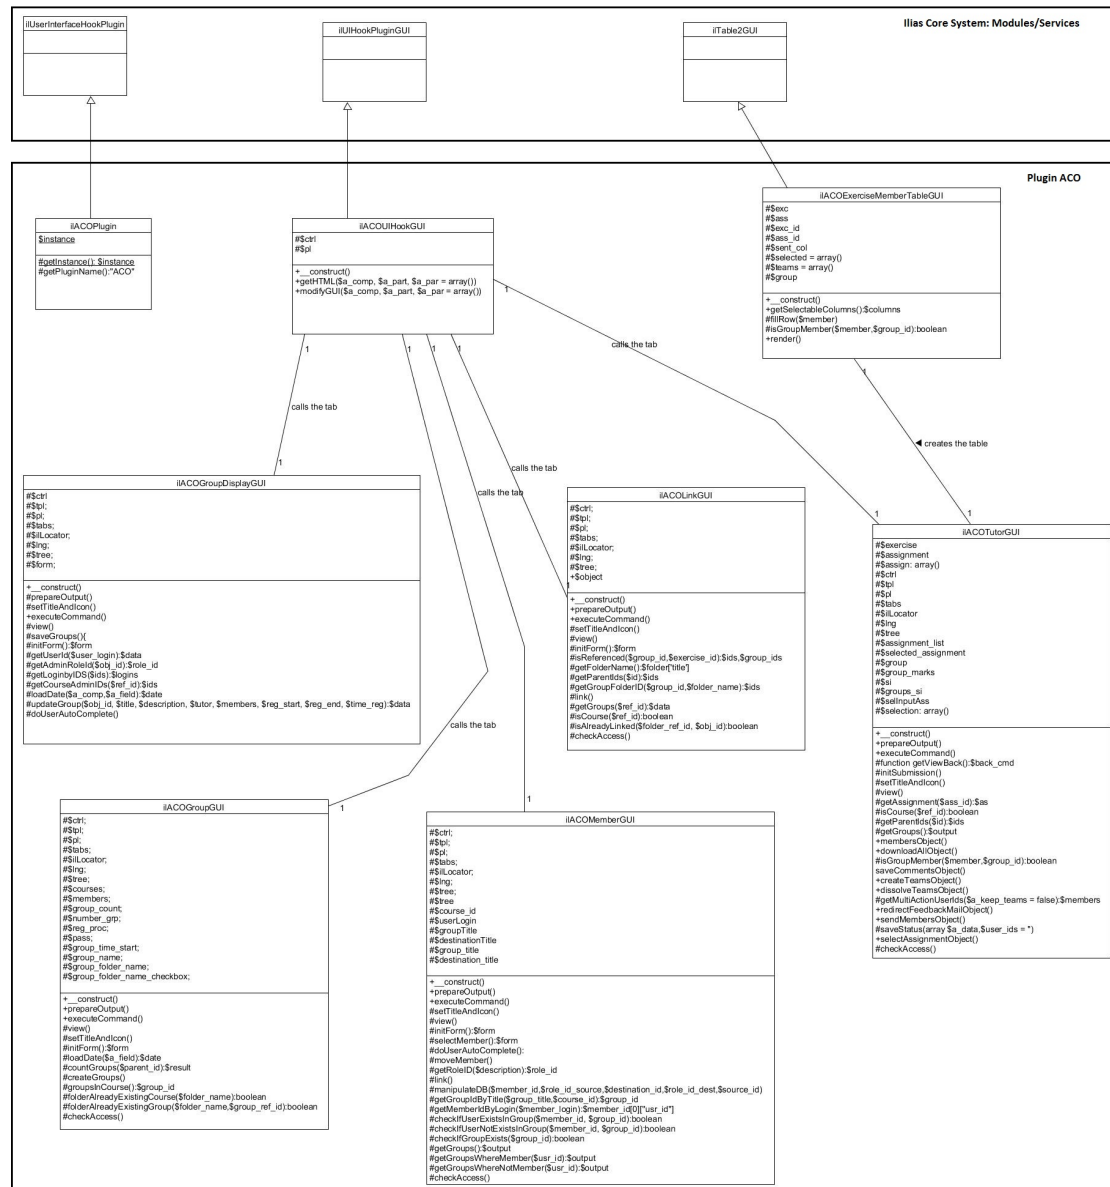 Ilias Core System: Modules/Services
ilUserInterfaceHookPlugin
ilUIHookPluginGUI
ilTable2GUI
Plugin ACO
ilACOPlugin
$instance
#getInstance(): $instance
#getPluginName():"ACO"
ilACOUIHookGUI
#$ctrl
#$pl
+__construct()
+getHTML($a_comp, $a_part, $a_par = array())
+modifyGUI($a_comp, $a_part, $a_par = array())
ilACOExerciseMemberTableGUI
#$exc
#$ass
#$exc_id
#$ass_id
#$sent_col
#$selected = array()
#$teams = array()
#$group
+__construct()
+getSelectableColumns():$columns
#fillRow($member)
#isGroupMember($member,$group_id):boolean
+render()
1
1
1
1
1
1
calls the tab
calls the tab
calls the tab
calls the tab
calls the tab
◀ creates the table
1
1
1
1
1
1
ilACOGroupDisplayGUI
#$ctrl
#$tpl;
#$pl;
#$tabs;
#$ilLocator;
#$lng;
#$tree;
#$form;
+__construct()
#prepareOutput()
#setTitleAndIcon()
+executeCommand()
#view()
#saveGroups(){
#initForm():$form
#getUserId($user_login):$data
#getAdminRoleId($obj_id):$role_id
#getLoginbyIDS($ids):$logins
#getCourseAdminIDs($ref_id):$ids
#loadDate($a_comp,$a_field):$date
#updateGroup($obj_id, $title, $description, $tutor, $members, $reg_start, $reg_end, $time_reg):$data
#doUserAutoComplete()
ilACOLinkGUI
#$ctrl;
#$tpl;
#$pl;
#$tabs;
#$ilLocator;
#$lng;
#$tree;
+$object
+__construct()
+prepareOutput()
+executeCommand()
#setTitleAndIcon()
#view()
#initForm():$form
#isReferenced($group_id,$exercise_id):$ids,$group_ids
#getFolderName():$folder['title']
#getParentIds($id):$ids
#getGroupFolderID($group_id,$folder_name):$ids
#link()
#getGroups($ref_id):$data
#isCourse($ref_id):boolean
#isAlreadyLinked($folder_ref_id, $obj_id):boolean
#checkAccess()
ilACOTutorGUI
#$exercise
#$assignment
#$assign: array()
#$ctrl
#$tpl
#$pl
#$tabs
#$ilLocator
#$lng
#$tree
#$assignment_list
#$selected_assignment
#$group
#$group_marks
#$si
#$groups_si
#$selInputAss
#$selection: array()
+__construct()
+prepareOutput()
+executeCommand()
#function getViewBack():$back_cmd
#initSubmission()
#setTitleAndIcon()
#view()
#getAssignment($ass_id):$as
#isCourse($ref_id):boolean
#getParentIds($id):$ids
#getGroups():$output
+membersObject()
+downloadAllObject()
#isGroupMember($member,$group_id):boolean
saveCommentsObject()
+createTeamsObject()
+dissolveTeamsObject()
#getMultiActionUserIds($a_keep_teams = false):$members
+redirectFeedbackMailObject()
+sendMembersObject()
#saveStatus(array $a_data,$user_ids = ")
+selectAssignmentObject()
#checkAccess()
ilACOGroupGUI
#$ctrl;
#$tpl;
#$pl;
#$tabs;
#$ilLocator;
#$lng;
#$tree;
#$courses;
#$members;
#$group_count;
#$number_grp;
#$reg_proc;
#$pass;
#$group_time_start;
#$group_name;
#$group_folder_name;
#$group_folder_name_checkbox;
+__construct()
+prepareOutput()
+executeCommand()
#view()
#setTitleAndIcon()
#initForm():$form
#loadDate($a_field):$date
#countGroups($parent_id):$result
#createGroups()
#groupsInCourse():$group_id
#folderAlreadyExistingCourse($folder_name):boolean
#folderAlreadyExistingGroup($folder_name,$group_ref_id):boolean
#checkAccess()
ilACOMemberGUI
#$ctrl;
#$tpl;
#$pl;
#$tabs;
#$ilLocator;
#$lng;
#$tree;
#$tree
#$course_id
#$userLogin
#$groupTitle
#$destinationTitle
#$group_title
#$destination_title
+__construct()
+prepareOutput()
+executeCommand()
#setTitleAndIcon()
#view()
#initForm():$form
#selectMember():$form
#doUserAutoComplete():
#moveMember()
#getRoleID($description):$role_id
#link()
#manipulateDB($member_id,$role_id_source,$destination_id,$role_id_dest,$source_id)
#getGroupIdByTitle($group_title,$course_id):$group_id
#getMemberIdByLogin($member_login):$member_id[0]["usr_id"]
#checkIfUserExistsInGroup($member_id, $group_id):boolean
#checkIfUserNotExistsInGroup($member_id, $group_id):boolean
#checkIfGroupExists($group_id):boolean
#getGroups():$output
#getGroupsWhereMember($usr_id):$output
#getGroupsWhereNotMember($usr_id):$output
#checkAccess()